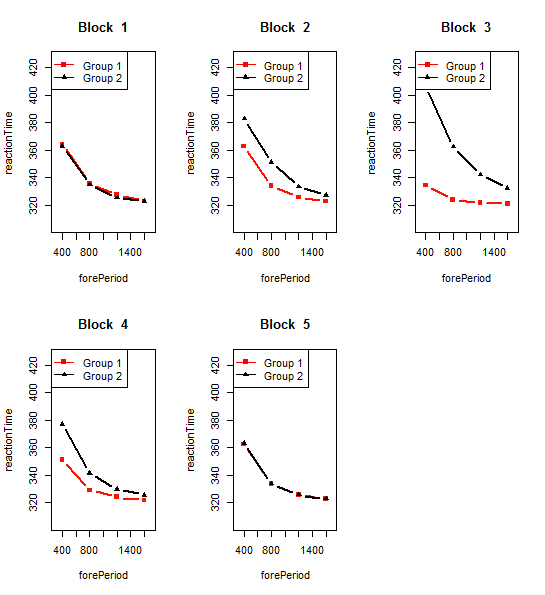 Block 1
Group 1
Group 2
420
400
380
360
340
320
reactionTime
400 800 1400
forePeriod
Block 2
Group 1
Group 2
420
400
380
360
340
320
reactionTime
400 800 1400
forePeriod
Block 3
Group 1
Group 2
420
400
380
360
340
320
reactionTime
400 800 1400
forePeriod
Block 4
Group 1
Group 2
420
400
380
360
340
320
reactionTime
400 800 1400
forePeriod
Block 5
Group 1
Group 2
420
400
380
360
340
320
reactionTime
400 800 1400
forePeriod